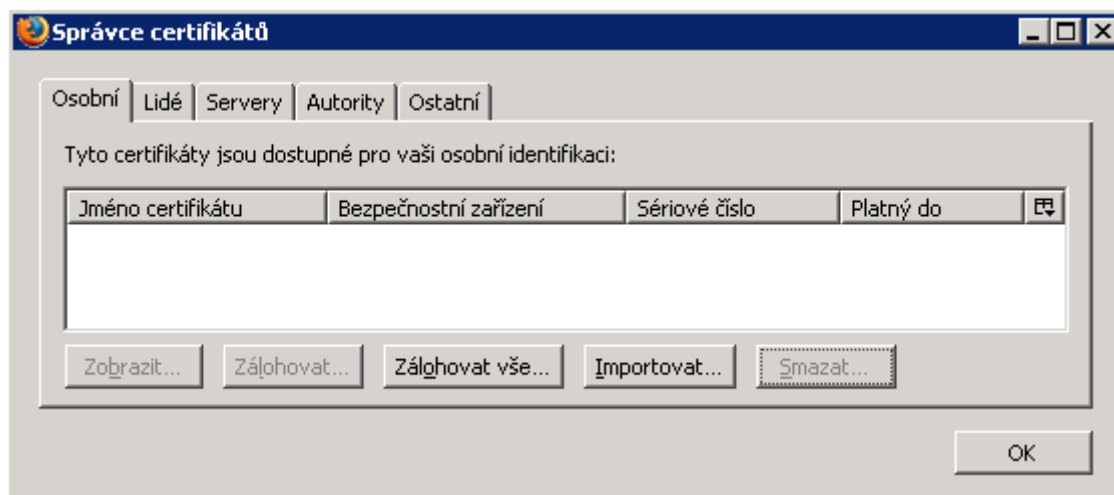 Správce certifikátů
Osobní Lidé Servery Autority Ostatní
Tyto certifikáty jsou dostupné pro vaši osobní identifikaci:
Jméno certifikátu Bezpečnostní zařízení Sériové číslo Platný do
Zobrazit... Zálohovat... Zálohovat vše... Importovat... Smazat...
OK